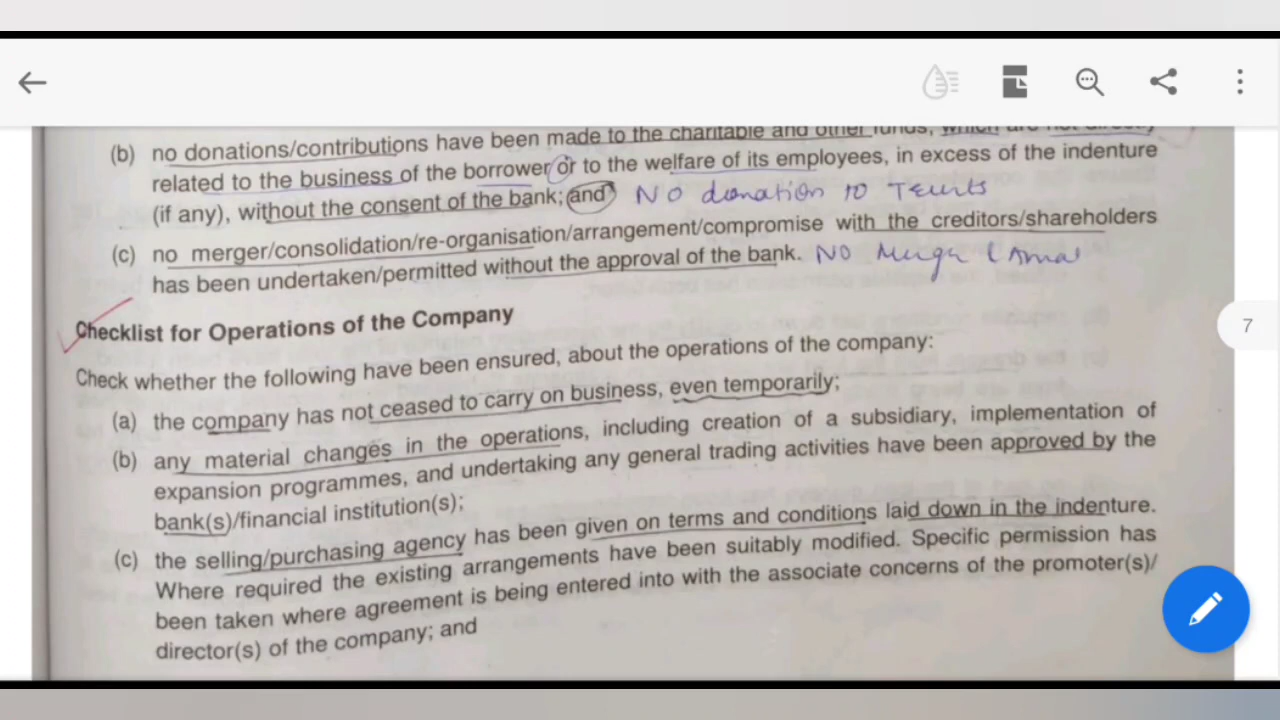 (b) no donations/contributions have been made to the charitable and other funds, which are not directly
related to the business of the borrower or to the welfare of its employees, in excess of the indenture
(if any), without the consent of the bank; and NO donation to
(c) no merger/consolidation/re-organisation/arrangement/compromise with the creditors/shareholders
has been undertaken/permitted without the approval of the bank. NO
Checklist for Operations of the Company
Check whether the following have been ensured, about the operations of the company:
7
(a) the company has not ceased to carry on business, even temporarily;
(b) any material changes in the operations, including creation of a subsidiary, implementation of
expansion programmes, and undertaking any general trading activities have been approved by the
bank(s)/financial institution(s);
(c) the selling/purchasing agency has been given on terms and conditions laid down in the indenture.
Where required the existing arrangements have been suitably modified. Specific permission has
been taken where agreement is being entered into with the associate concerns of the promoter(s)/
director(s) of the company; and